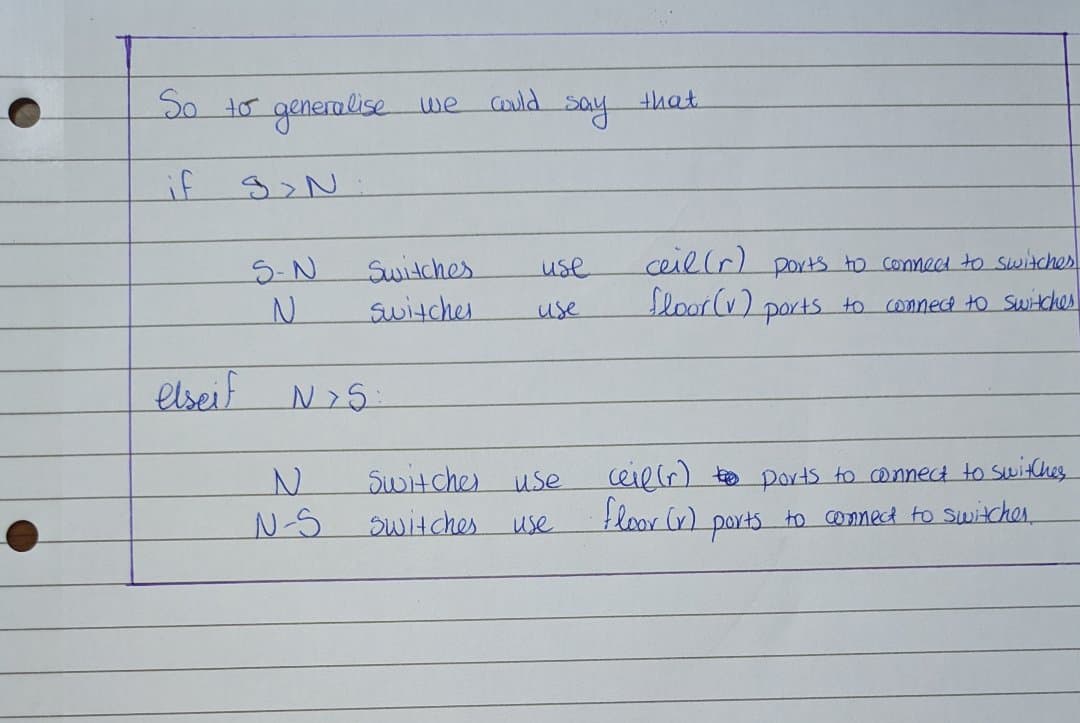 So to generalise we could say that
if S > N :
S-N switches use ceil(r) ports to connect to switches
N switches use floor(r) ports to connect to switches
elseif N > S :
N switches use ceil(r) ports to connect to switches
N-S switches use floor(r) ports to connect to switches.